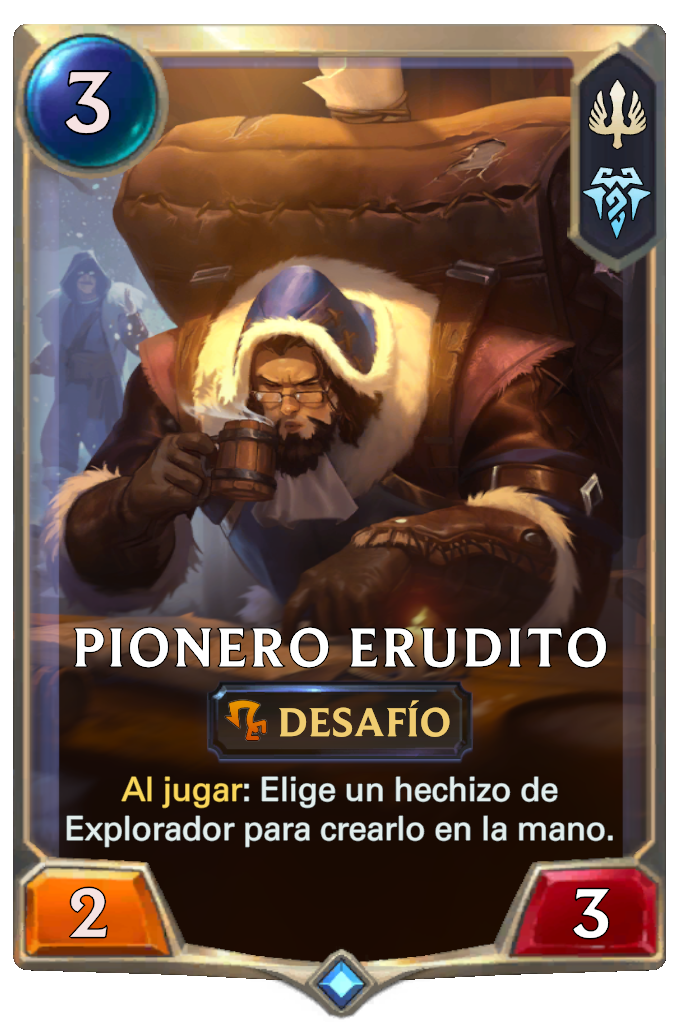 3
PIONERO ERUDITO
DESAFÍO
Al jugar: Elige un hechizo de
Explorador para crearlo en la mano.
2
3